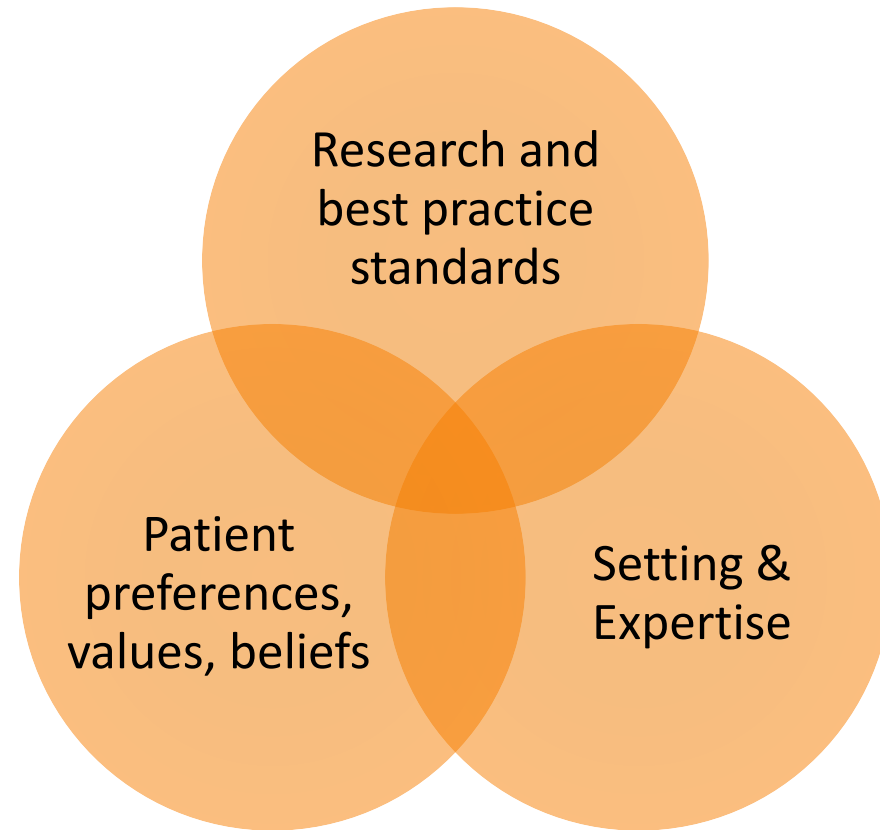 Research and
best practice
standards
Patient
preferences,
values, beliefs
Setting &
Expertise